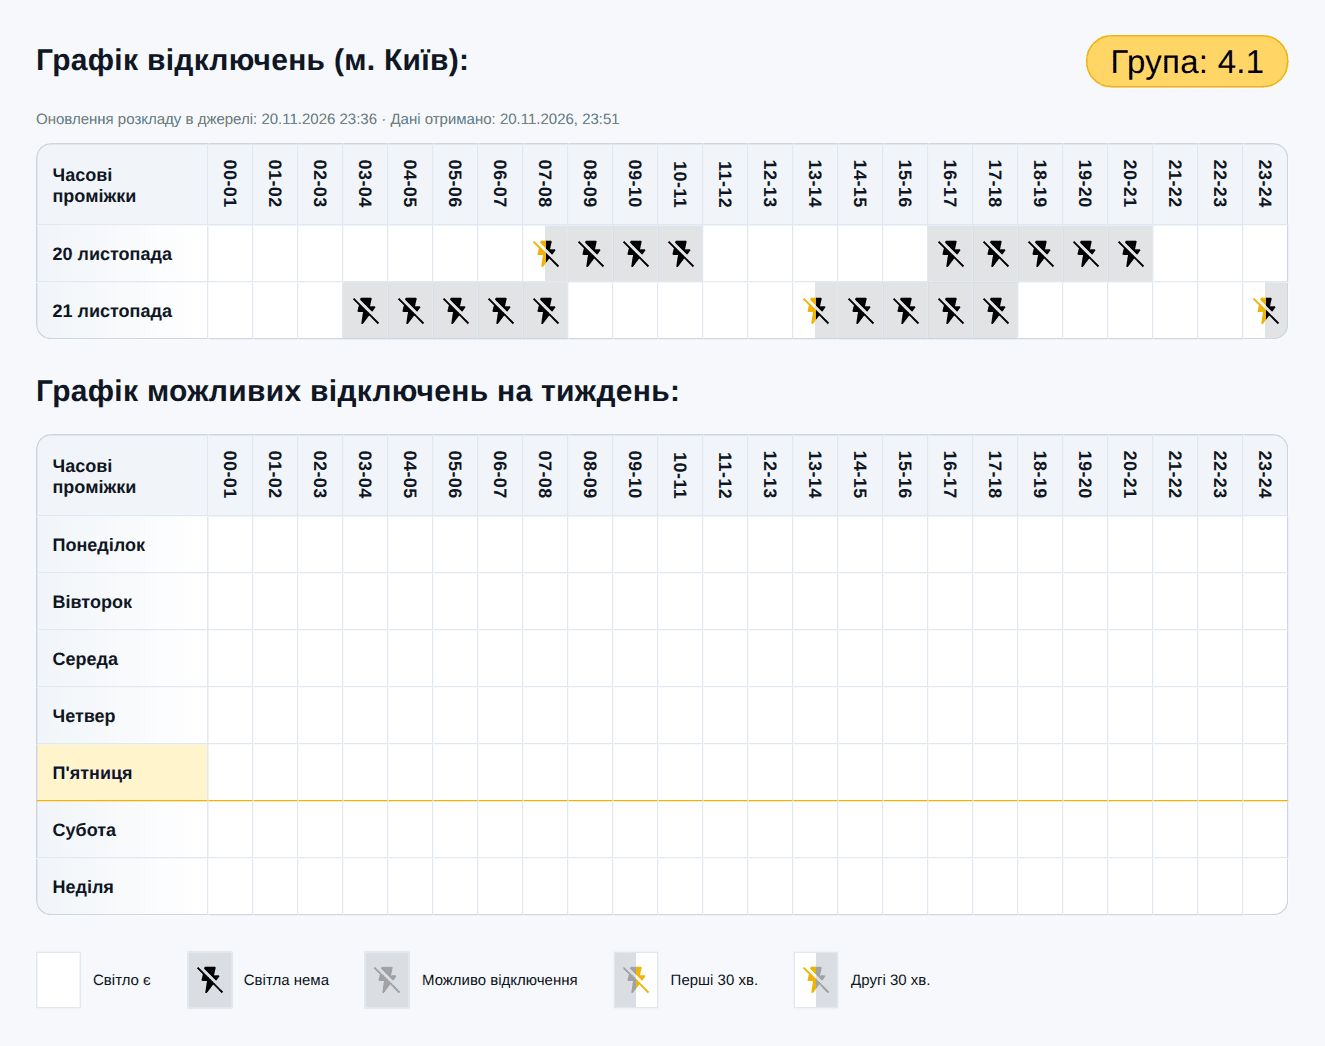 Графік відключень (м. Київ):
Група: 4.1
Оновлення розкладу в джерелі: 20.11.2026 23:36 · Дані отримано: 20.11.2026, 23:51
Часові проміжки 00-01 01-02 02-03 03-04 04-05 05-06 06-07 07-08 08-09 09-10 10-11 11-12 12-13 13-14 14-15 15-16 16-17 17-18 18-19 19-20 20-21 21-22 22-23 23-24
20 листопада
21 листопада
Графік можливих відключень на тиждень:
Часові проміжки 00-01 01-02 02-03 03-04 04-05 05-06 06-07 07-08 08-09 09-10 10-11 11-12 12-13 13-14 14-15 15-16 16-17 17-18 18-19 19-20 20-21 21-22 22-23 23-24
Понеділок
Вівторок
Середа
Четвер
П'ятниця
Субота
Неділя
Світло є Світла нема Можливо відключення Перші 30 хв. Другі 30 хв.